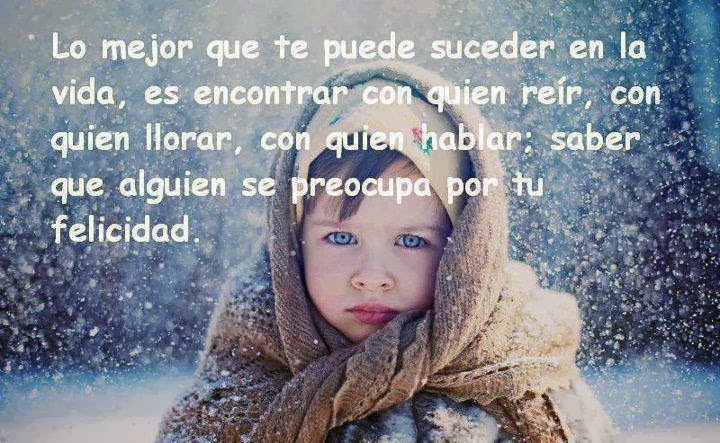 Lo mejor que te puede suceder en la
vida, es encontrar con quien reír, con
quien llorar, con quien hablar; saber
que alguien se preocupa por tu
felicidad.